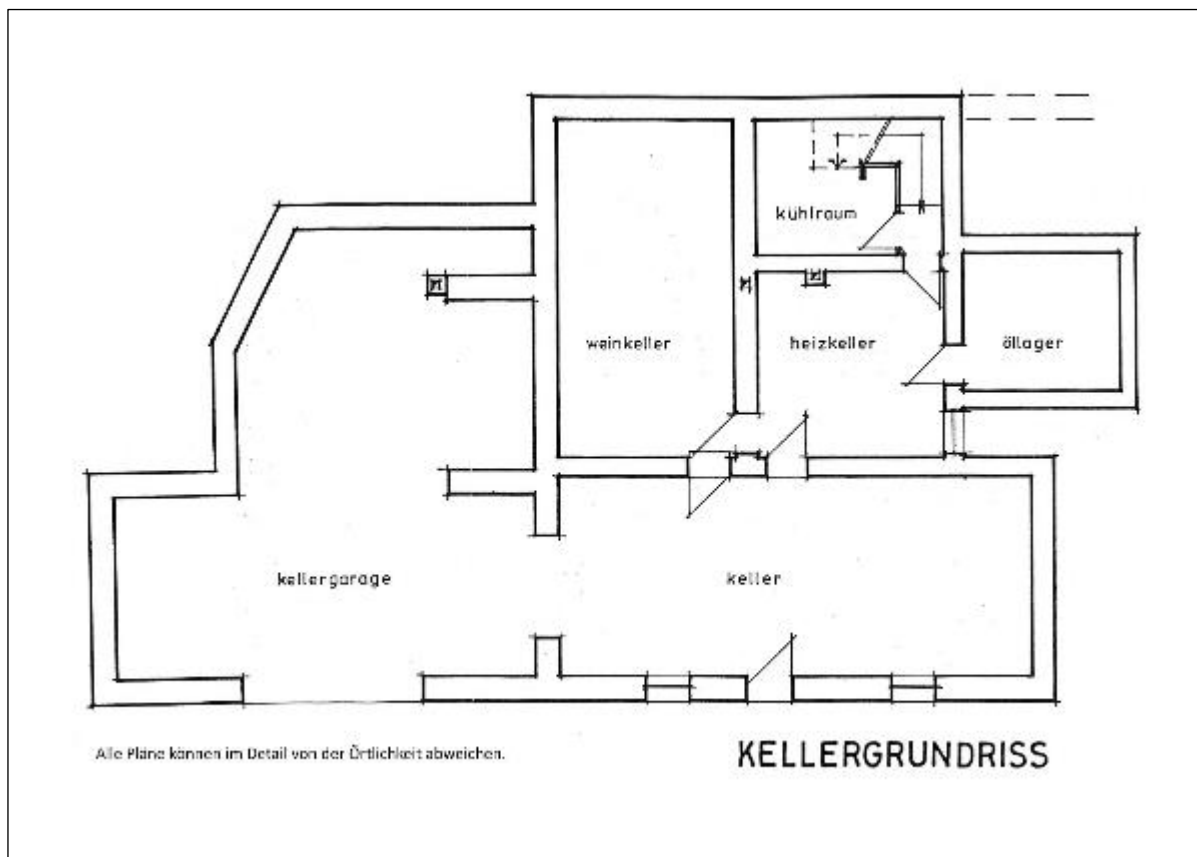 kühlraum
weinkeller
heizkeller
öllager
kellergarage
keller
Alle Pläne können im Detail von der Örtlichkeit abweichen.
KELLERGRUNDRISS